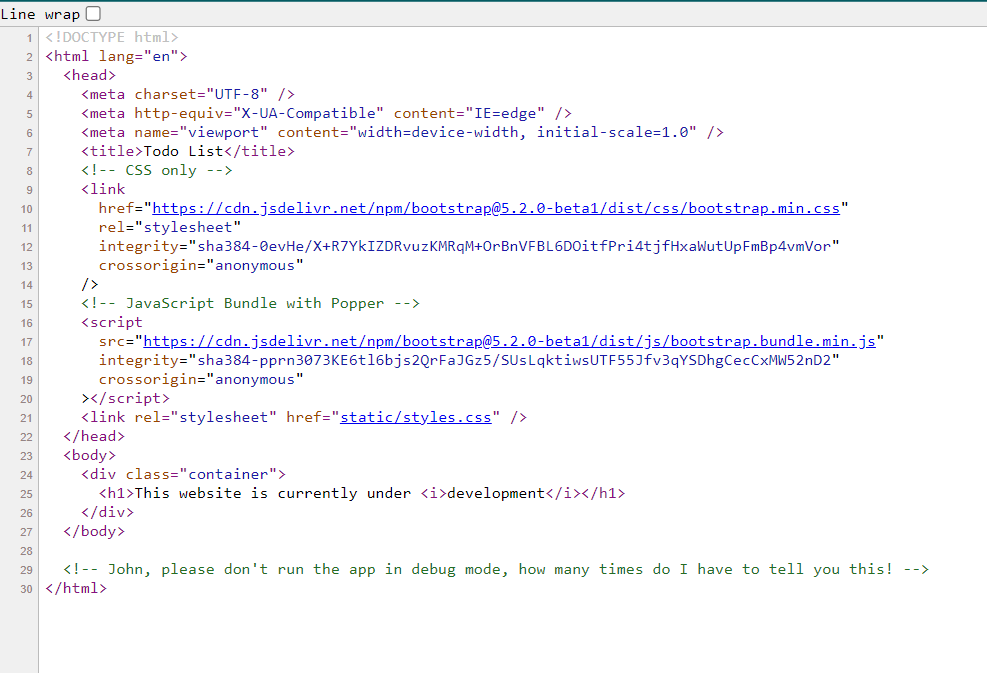 Line wrap
1 <!DOCTYPE html>
2 <html lang="en">
3 <head>
4 <meta charset="UTF-8" />
5 <meta http-equiv="X-UA-Compatible" content="IE=edge" />
6 <meta name="viewport" content="width=device-width, initial-scale=1.0" />
7 <title>Todo List</title>
8 <!-- CSS only -->
9 <link
10 href="https://cdn.jsdelivr.net/npm/bootstrap@5.2.0-beta1/dist/css/bootstrap.min.css"
11 rel="stylesheet"
12 integrity="sha384-0evHe/X+R7YkIZDRvuzKMRqM+OrBnVFBL6DOitfPri4tjfHxaWutUpFmBp4vmVor"
13 crossorigin="anonymous"
14 />
15 <!-- JavaScript Bundle with Popper -->
16 <script
17 src="https://cdn.jsdelivr.net/npm/bootstrap@5.2.0-beta1/dist/js/bootstrap.bundle.min.js"
18 integrity="sha384-pprn3073KE6tl6bjs2QrFaJGz5/SUsLqktiwsUTF55Jfv3qYSDhgCecCxMW52nD2"
19 crossorigin="anonymous"
20 ></script>
21 <link rel="stylesheet" href="static/styles.css" />
22 </head>
23 <body>
24 <div class="container">
25 <h1>This website is currently under <i>development</i></h1>
26 </div>
27 </body>
28
29 <!-- John, please don't run the app in debug mode, how many times do I have to tell you this! -->
30 </html>